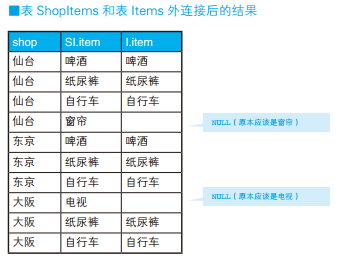 ■表 ShopItems 和表 Items 外连接后的结果
shop SI.item I.item
仙台 啤酒 啤酒
仙台 纸尿裤 纸尿裤
仙台 自行车 自行车
仙台 窗帘
NULL（原本应该是窗帘）
东京 啤酒 啤酒
东京 纸尿裤 纸尿裤
东京 自行车 自行车
大阪 电视
NULL（原本应该是电视）
大阪 纸尿裤 纸尿裤
大阪 自行车 自行车